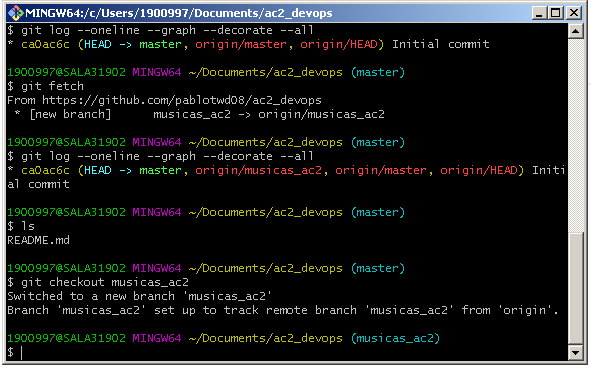 MINGW64:/c/Users/1900997/Documents/ac2_devops
$ git log --oneline --graph --decorate --all
* ca0ac6c (HEAD -> master, origin/master, origin/HEAD) Initial commit
1900997@SALA31902 MINGW64 ~/Documents/ac2_devops (master)
$ git fetch
From https://github.com/pablotwd08/ac2_devops
 * [new branch]      musicas_ac2 -> origin/musicas_ac2
1900997@SALA31902 MINGW64 ~/Documents/ac2_devops (master)
$ git log --oneline --graph --decorate --all
* ca0ac6c (HEAD -> master, origin/musicas_ac2, origin/master, origin/HEAD) Initi
al commit
1900997@SALA31902 MINGW64 ~/Documents/ac2_devops (master)
$ ls
README.md
1900997@SALA31902 MINGW64 ~/Documents/ac2_devops (master)
$ git checkout musicas_ac2
Switched to a new branch 'musicas_ac2'
Branch 'musicas_ac2' set up to track remote branch 'musicas_ac2' from 'origin'.
1900997@SALA31902 MINGW64 ~/Documents/ac2_devops (musicas_ac2)
$